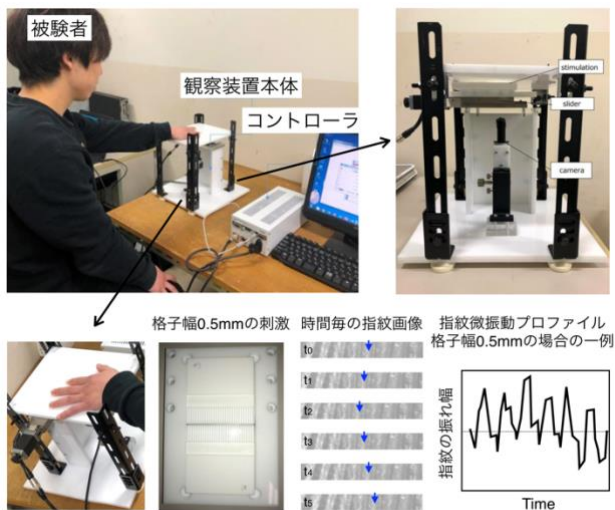 被験者
観察装置本体
コントローラ
stimulation
slider
camera
格子幅0.5mmの刺激
時間毎の指紋画像
指紋微振動プロファイル
格子幅0.5mmの場合の一例
t0
t1
t2
t3
t4
t5
指紋の振れ幅
Time